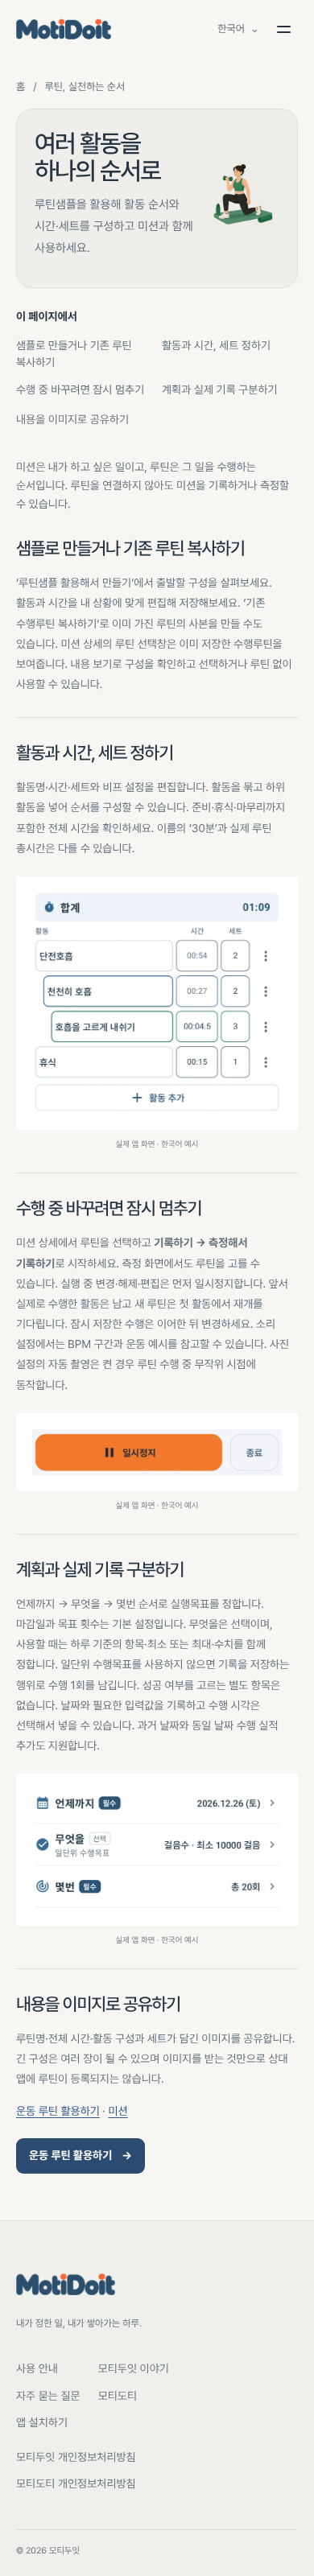 MotiDoit
한국어
홈 / 루틴, 실천하는 순서
여러 활동을
하나의 순서로
루틴샘플을 활용해 활동 순서와
시간·세트를 구성하고 미션과 함께
사용하세요.
이 페이지에서
샘플로 만들거나 기존 루틴
복사하기
활동과 시간, 세트 정하기
수행 중 바꾸려면 잠시 멈추기
계획과 실제 기록 구분하기
내용을 이미지로 공유하기
미션은 내가 하고 싶은 일이고, 루틴은 그 일을 수행하는
순서입니다. 루틴을 연결하지 않아도 미션을 기록하거나 측정할
수 있습니다.
샘플로 만들거나 기존 루틴 복사하기
‘루틴샘플 활용해서 만들기’에서 출발할 구성을 살펴보세요.
활동과 시간을 내 상황에 맞게 편집해 저장해보세요. ‘기존
수행루틴 복사하기’로 이미 가진 루틴의 사본을 만들 수도
있습니다. 미션 상세의 루틴 선택창은 이미 저장한 수행루틴을
보여줍니다. 내용 보기로 구성을 확인하고 선택하거나 루틴 없이
사용할 수 있습니다.
활동과 시간, 세트 정하기
활동명·시간·세트와 비프 설정을 편집합니다. 활동을 묶고 하위
활동을 넣어 순서를 구성할 수 있습니다. 준비·휴식·마무리까지
포함한 전체 시간을 확인하세요. 이름의 ‘30분’과 실제 루틴
총시간은 다를 수 있습니다.
합계 01:09
활동 시간 세트
단전호흡 00:54 2
천천히 호흡 00:27 2
호흡을 고르게 내쉬기 00:04.5 3
휴식 00:15 1
+ 활동 추가
실제 앱 화면 · 한국어 예시
수행 중 바꾸려면 잠시 멈추기
미션 상세에서 루틴을 선택하고 기록하기 → 측정해서
기록하기로 시작하세요. 측정 화면에서도 루틴을 고를 수
있습니다. 실행 중 변경·해제·편집은 먼저 일시정지합니다. 앞서
실제로 수행한 활동은 남고 새 루틴은 첫 활동에서 재개를
기다립니다. 잠시 저장한 수행은 이어한 뒤 변경하세요. 소리
설정에서는 BPM 구간과 운동 예시를 참고할 수 있습니다. 사진
설정의 자동 촬영은 켠 경우 루틴 수행 중 무작위 시점에
동작합니다.
일시정지 종료
실제 앱 화면 · 한국어 예시
계획과 실제 기록 구분하기
언제까지 → 무엇을 → 몇번 순서로 실행목표를 정합니다.
마감일과 목표 횟수는 기본 설정입니다. 무엇을은 선택이며,
사용할 때는 하루 기준의 항목·최소 또는 최대·수치를 함께
정합니다. 일단위 수행목표를 사용하지 않으면 기록을 저장하는
행위로 수행 1회를 남깁니다. 성공 여부를 고르는 별도 항목은
없습니다. 날짜와 필요한 입력값을 기록하고 수행 시각은
선택해서 넣을 수 있습니다. 과거 날짜와 동일 날짜 수행 실적
추가도 지원합니다.
언제까지 필수 2026.12.26 (토)
무엇을 선택 걸음수 · 최소 10000 걸음
일단위 수행목표
몇번 필수 총 20회
실제 앱 화면 · 한국어 예시
내용을 이미지로 공유하기
루틴명·전체 시간·활동 구성과 세트가 담긴 이미지를 공유합니다.
긴 구성은 여러 장이 될 수 있으며 이미지를 받는 것만으로 상대
앱에 루틴이 등록되지는 않습니다.
운동 루틴 활용하기 · 미션
운동 루틴 활용하기 →
MotiDoit
내가 정한 일, 내가 쌓아가는 하루.
사용 안내 모티두잇 이야기
자주 묻는 질문 모티도티
앱 설치하기
모티두잇 개인정보처리방침
모티도티 개인정보처리방침
© 2026 모티두잇